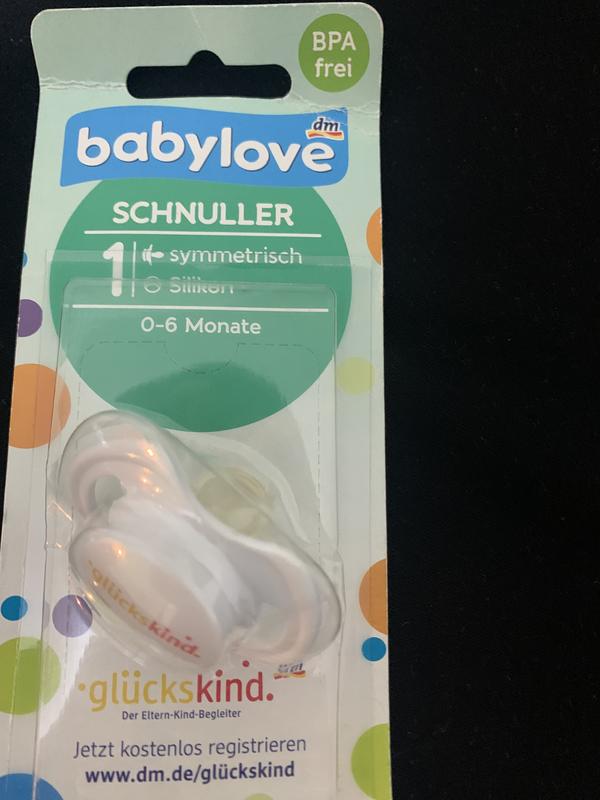 BPA
frei
dm
babylove
SCHNULLER
1 symmetrisch
Silikon
0-6 Monate
glückskind.
glückskind.
Der Eltern-Kind-Begleiter
Jetzt kostenlos registrieren
www.dm.de/glückskind